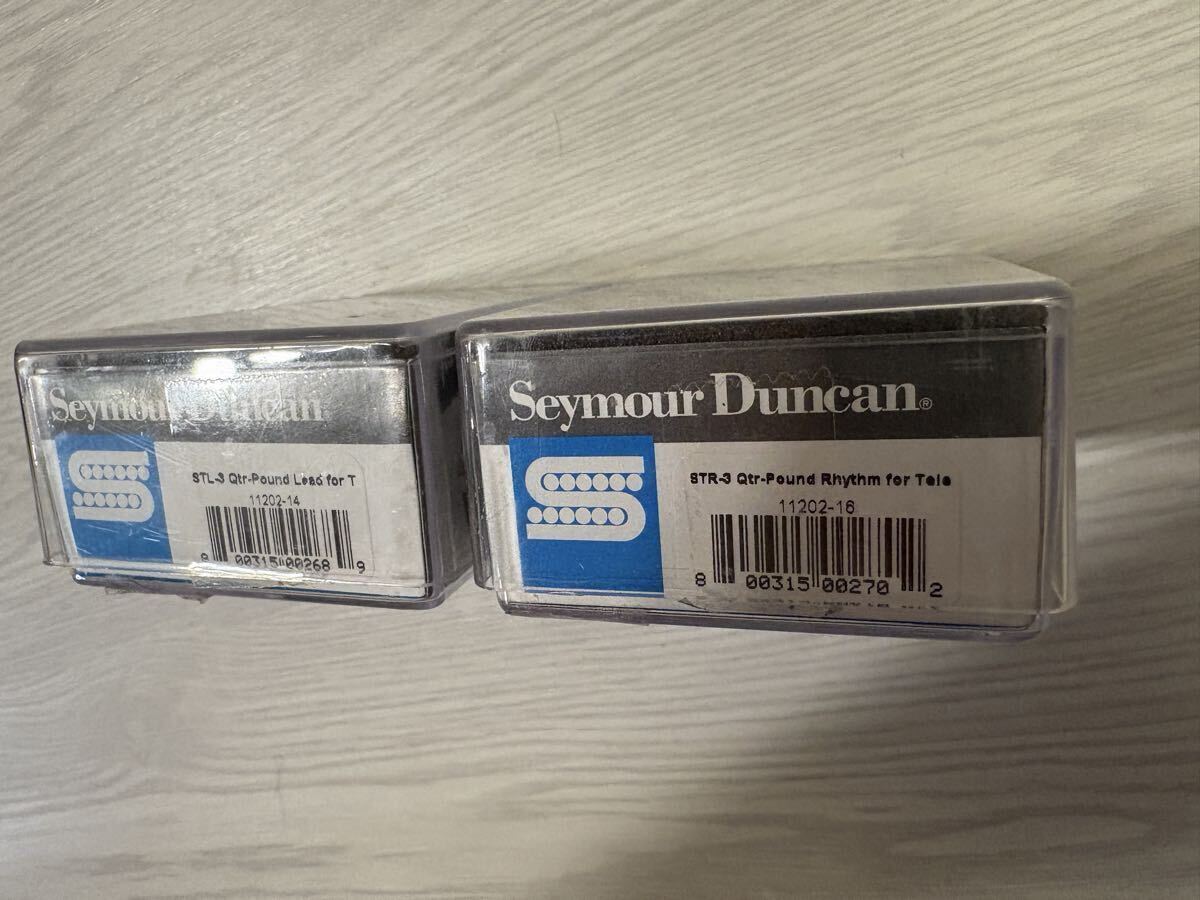 Seymour Duncan
STL-3 Qtr-Pound Lead for T
11202-14
8 00315 00268 9
Seymour Duncan®
STR-3 Qtr-Pound Rhythm for Tele
11202-16
8 00315 00270 2